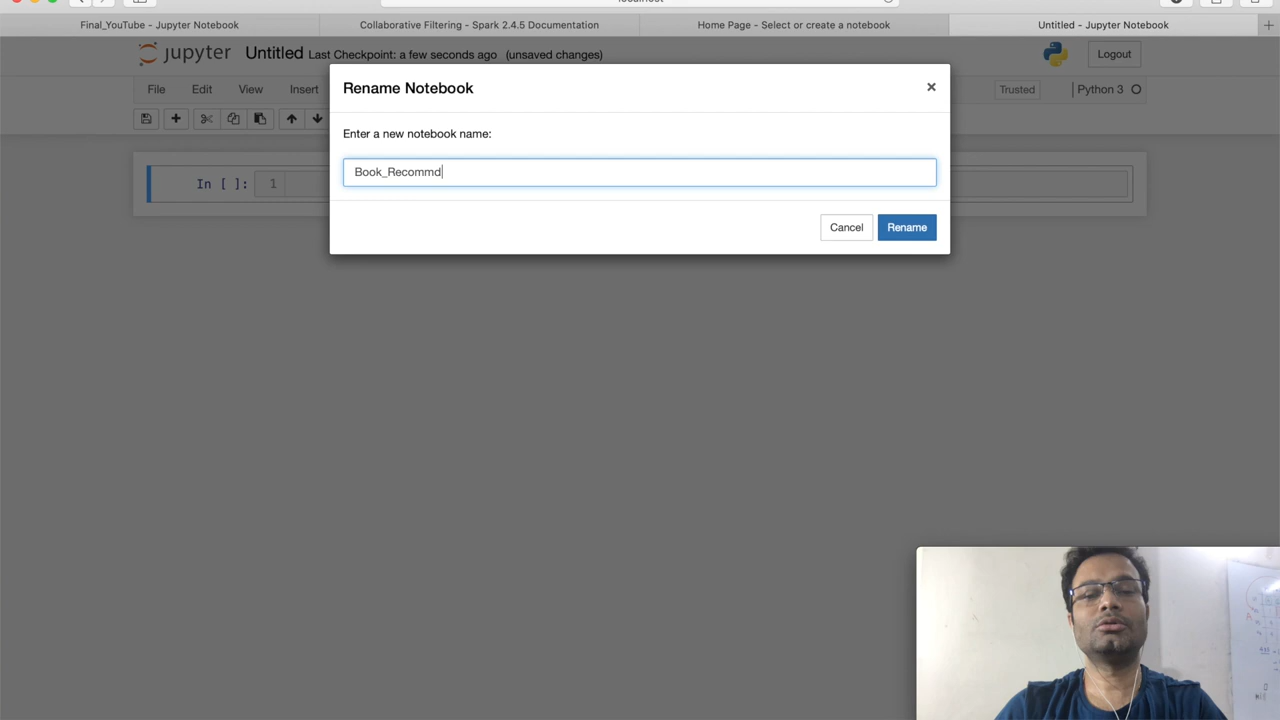 Final_YouTube - Jupyter Notebook
Collaborative Filtering - Spark 2.4.5 Documentation
Home Page - Select or create a notebook
Untitled - Jupyter Notebook
jupyter Untitled Last Checkpoint: a few seconds ago (unsaved changes)
Logout
File Edit View Insert
Trusted
Python 3
Rename Notebook
Enter a new notebook name:
Book_Recommd
Cancel
Rename
In [ ]:
1